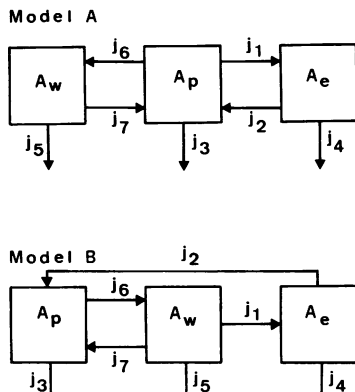 Model A
j6 j1
Aw Ap Ae
j7 j2
j5 j3 j4
Model B
j2
j6
Ap Aw j1 Ae
j7
j3 j5 j4